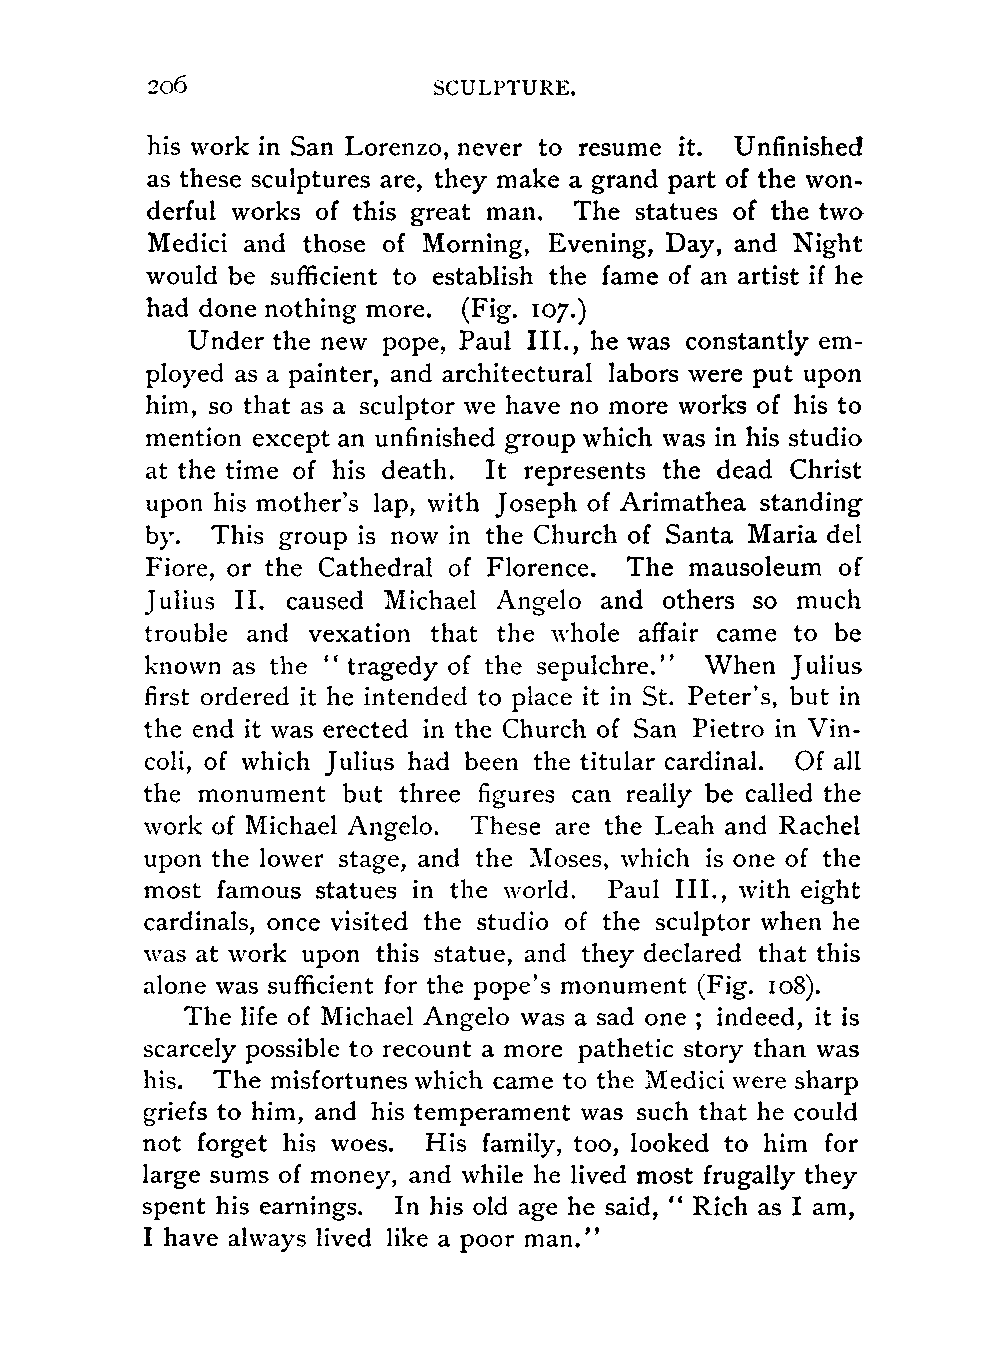 206 SCULPTURE.
his work in San Lorenzo, never to resume it. Unfinished
as these sculptures are, they make a grand part of the won-
derful works of this great man. The statues of the two
Medici and those of Morning, Evening, Day, and Night
would be sufficient to establish the fame of an artist if he
had done nothing more. (Fig. 107.)
Under the new pope, Paul III., he was constantly em-
ployed as a painter, and architectural labors were put upon
him, so that as a sculptor we have no more works of his to
mention except an unfinished group which was in his studio
at the time of his death. It represents the dead Christ
upon his mother's lap, with Joseph of Arimathea standing
by. This group is now in the Church of Santa Maria del
Fiore, or the Cathedral of Florence. The mausoleum of
Julius II. caused Michael Angelo and others so much
trouble and vexation that the whole affair came to be
known as the "tragedy of the sepulchre." When Julius
first ordered it he intended to place it in St. Peter's, but in
the end it was erected in the Church of San Pietro in Vin-
coli, of which Julius had been the titular cardinal. Of all
the monument but three figures can really be called the
work of Michael Angelo. These are the Leah and Rachel
upon the lower stage, and the Moses, which is one of the
most famous statues in the world. Paul III., with eight
cardinals, once visited the studio of the sculptor when he
was at work upon this statue, and they declared that this
alone was sufficient for the pope's monument (Fig. 108).
The life of Michael Angelo was a sad one; indeed, it is
scarcely possible to recount a more pathetic story than was
his. The misfortunes which came to the Medici were sharp
griefs to him, and his temperament was such that he could
not forget his woes. His family, too, looked to him for
large sums of money, and while he lived most frugally they
spent his earnings. In his old age he said, "Rich as I am,
I have always lived like a poor man."